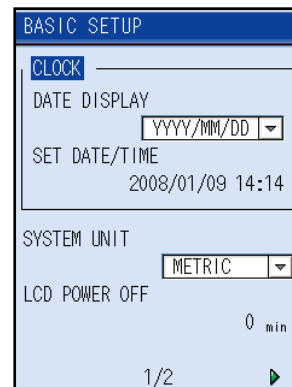 BASIC SETUP
CLOCK
DATE DISPLAY
YYYY/MM/DD
SET DATE/TIME
2008/01/09 14:14
SYSTEM UNIT
METRIC
LCD POWER OFF
0 min
1/2